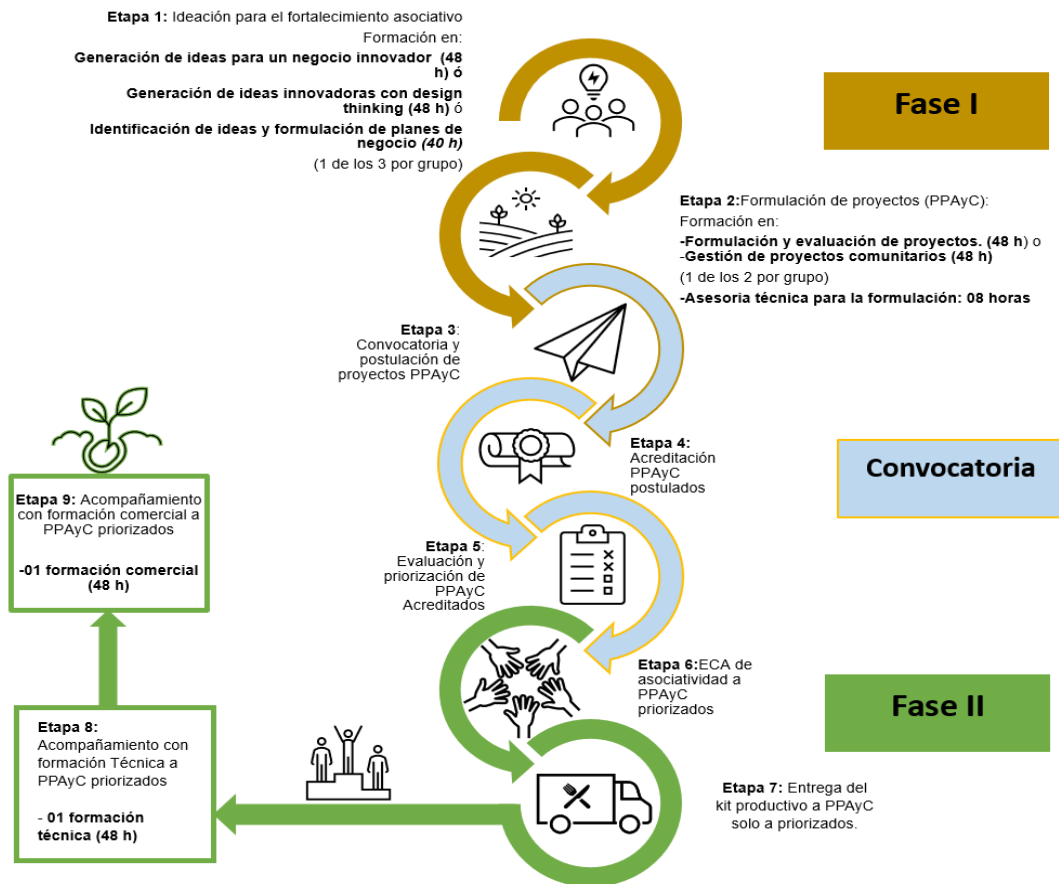 Etapa 1: Ideación para el fortalecimiento asociativo
Formación en:
Generación de ideas para un negocio innovador (48
h) ó
Generación de ideas innovadoras con design
thinking (48 h) ó
Identificación de ideas y formulación de planes de
negocio (40 h)
(1 de los 3 por grupo)
Fase I
Etapa 2:Formulación de proyectos (PPAyC):
Formación en:
-Formulación y evaluación de proyectos. (48 h) o
-Gestión de proyectos comunitarios (48 h)
(1 de los 2 por grupo)
-Asesoria técnica para la formulación: 08 horas
Etapa 3:
Convocatoria y
postulación de
proyectos PPAyC
Etapa 4:
Acreditación
PPAyC
postulados
Convocatoria
Etapa 5:
Evaluación y
priorización de
PPAyC
Acreditados
Etapa 6:ECA de
asociatividad a
PPAyC
priorizados
Fase II
Etapa 7: Entrega del
kit productivo a PPAyC
solo a priorizados.
Etapa 8:
Acompañamiento con
formación Técnica a
PPAyC priorizados
- 01 formación
técnica (48 h)
Etapa 9: Acompañamiento
con formación comercial a
PPAyC priorizados
-01 formación comercial
(48 h)